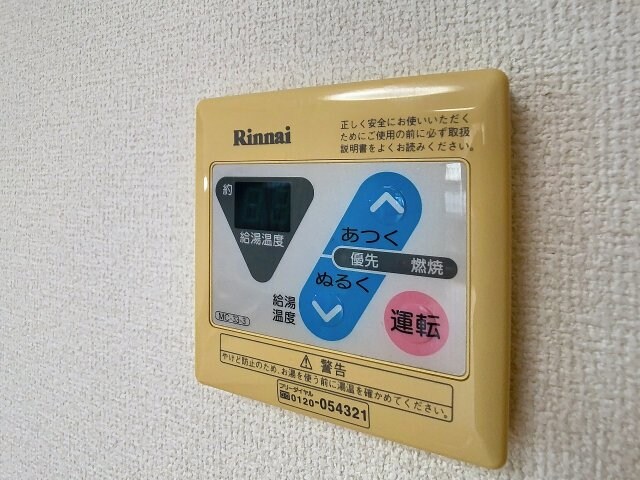 Rinnai
正しく安全にお使いいただく
ためにご使用の前に必ず取扱
説明書をよくお読みください。
約
給湯温度
あつく
優先 燃焼
ぬるく
給湯
温度
運転
MC-33-3
⚠警告
やけど防止のため、お湯を使う前に湯温を確かめてください。
フリーダイヤル
0120-054321